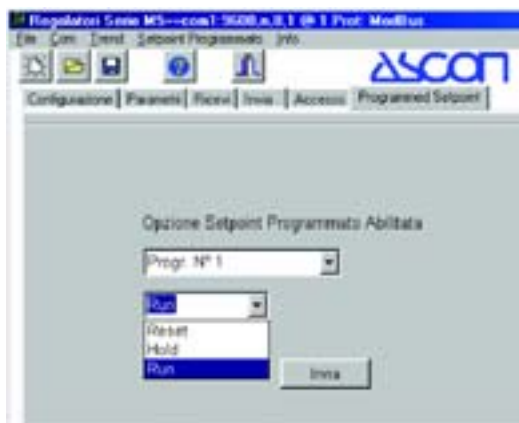 Regolatori Serie M5---com1:9600,n,8,1 @ 1 Prot: ModBus
File Com Trend Setpoint Programmato Info
ASCON
Configurazione Parametri Ricevi Invia Accesso Programmed Setpoint
Opzione Setpoint Programmato Abilitata
Progr. N° 1
Run
Reset
Hold
Run
Invia